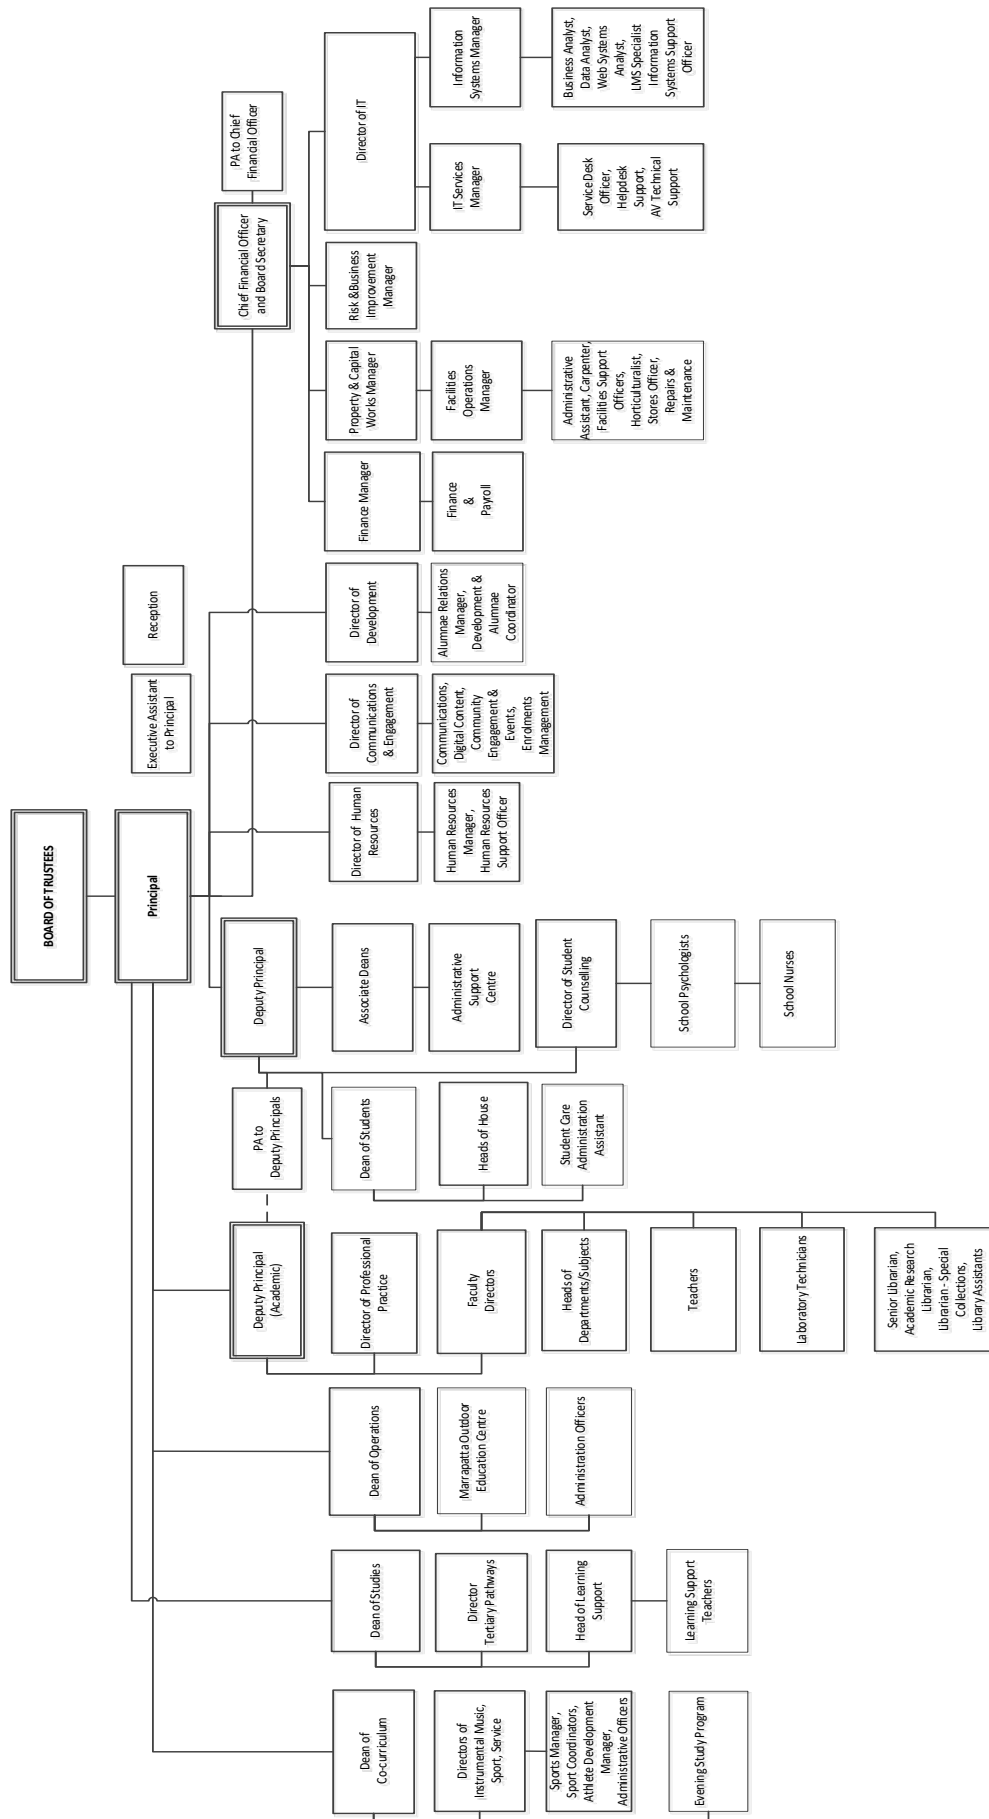 BOARD OF TRUSTEES
Principal
Executive Assistant
to Principal
Reception
Dean of
Co-curriculum
Directors of
Instrumental Music,
Sport, Service
Sports Manager,
Sport Coordinators,
Athlete Development
Manager,
Administrative Officers
Evening Study Program
Dean of Studies
Director
Tertiary Pathways
Head of Learning
Support
Learning Support
Teachers
Dean of Operations
Marrapatta Outdoor
Education Centre
Administration Officers
Deputy Principal
(Academic)
Director of Professional
Practice
Faculty
Directors
Heads of
Departments/Subjects
Teachers
Laboratory Technicians
Senior Librarian,
Academic Research
Librarian,
Librarian - Special
Collections,
Library Assistants
PA to
Deputy Principals
Deputy Principal
Dean of Students
Heads of House
Student Care
Administration
Assistant
Associate Deans
Administrative
Support
Centre
Director of Student
Counselling
School Psychologists
School Nurses
Director of Human
Resources
Human Resources
Manager,
Human Resources
Support Officer
Director of
Communications
& Engagement
Communications,
Digital Content,
Community
Engagement &
Events,
Enrolments
Management
Director of
Development
Alumnae Relations
Manager,
Development &
Alumnae
Coordinator
Chief Financial Officer
and Board Secretary
PA to Chief
Financial Officer
Finance Manager
Finance
&
Payroll
Property & Capital
Works Manager
Facilities
Operations
Manager
Administrative
Assistant, Carpenter,
Facilities Support
Officers,
Horticulturalist,
Stores Officer,
Repairs &
Maintenance
Risk & Business
Improvement
Manager
Director of IT
IT Services
Manager
Service Desk
Officer,
Helpdesk
Support,
AV Technical
Support
Information
Systems Manager
Business Analyst,
Data Analyst,
Web Systems
Analyst,
LMS Specialist
Information
Systems Support
Officer